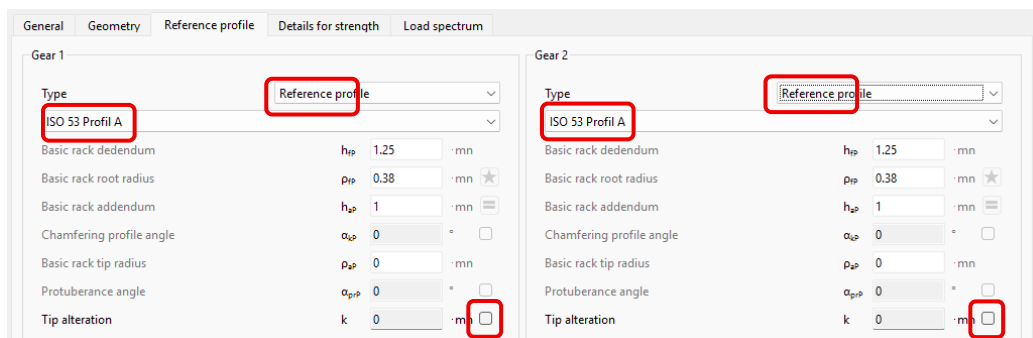 General Geometry Reference profile Details for strength Load spectrum
Gear 1
Type Reference profile
ISO 53 Profil A
Basic rack dedendum hfP 1.25 ·mn
Basic rack root radius ρfP 0.38 ·mn
Basic rack addendum haP 1 ·mn
Chamfering profile angle αkP 0 °
Basic rack tip radius ρaP 0 ·mn
Protuberance angle αprP 0 °
Tip alteration k 0 ·mn
Gear 2
Type Reference profile
ISO 53 Profil A
Basic rack dedendum hfP 1.25 ·mn
Basic rack root radius ρfP 0.38 ·mn
Basic rack addendum haP 1 ·mn
Chamfering profile angle αkP 0 °
Basic rack tip radius ρaP 0 ·mn
Protuberance angle αprP 0 °
Tip alteration k 0 ·mn